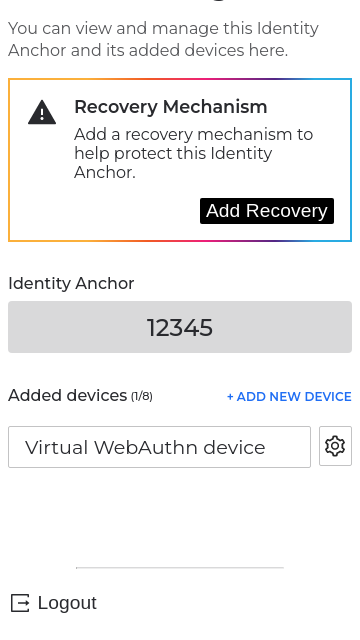 You can view and manage this Identity
Anchor and its added devices here.
Recovery Mechanism
Add a recovery mechanism to
help protect this Identity
Anchor.
Add Recovery
Identity Anchor
12345
Added devices (1/8)
+ ADD NEW DEVICE
Virtual WebAuthn device
Logout